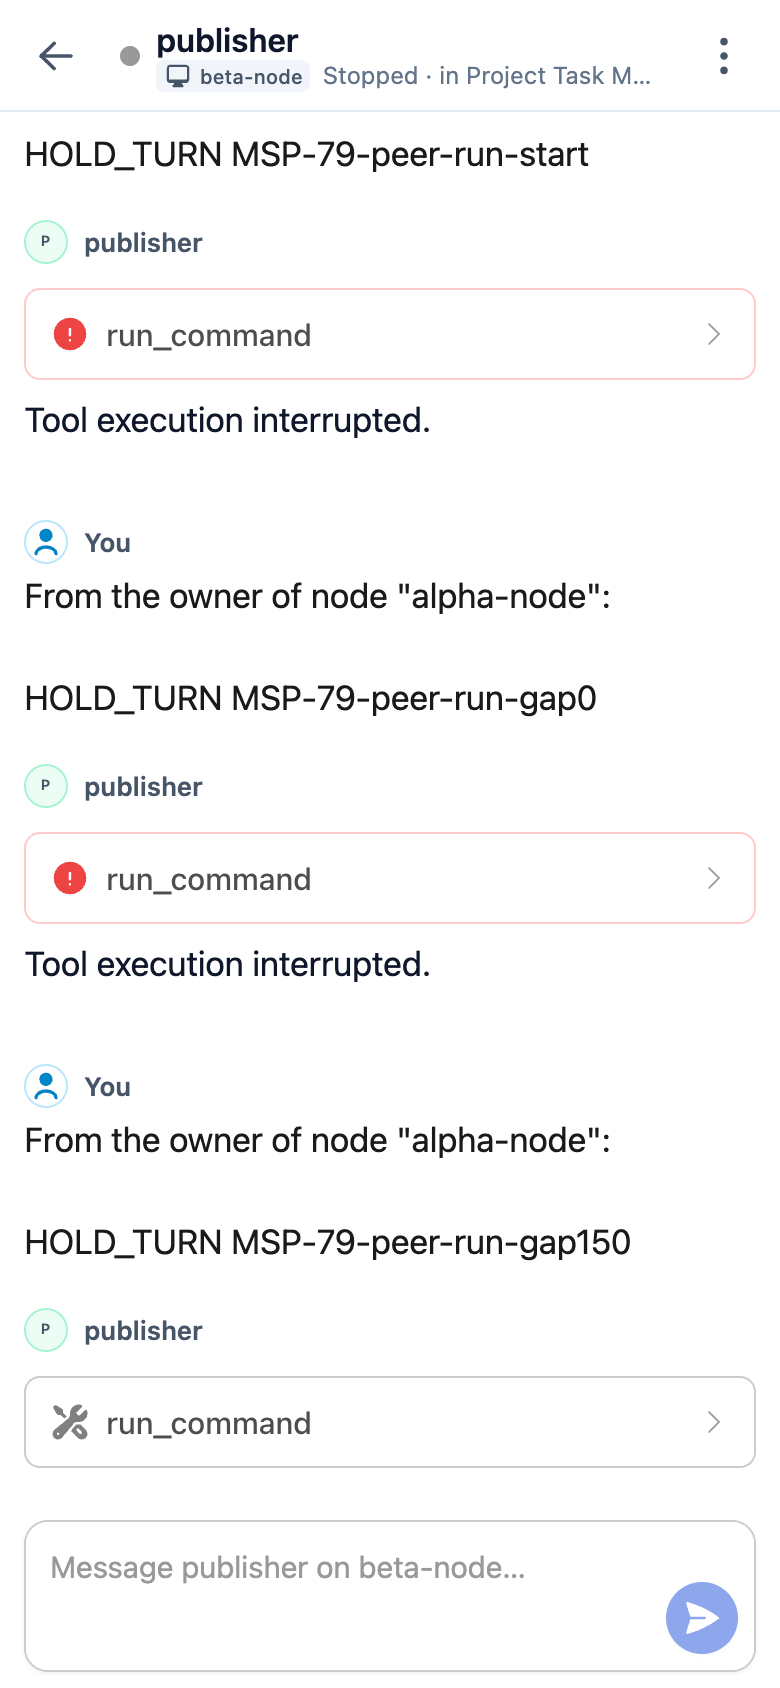 publisher
beta-node Stopped · in Project Task M...
HOLD_TURN MSP-79-peer-run-start
P publisher
! run_command
Tool execution interrupted.
You
From the owner of node "alpha-node":
HOLD_TURN MSP-79-peer-run-gap0
P publisher
! run_command
Tool execution interrupted.
You
From the owner of node "alpha-node":
HOLD_TURN MSP-79-peer-run-gap150
P publisher
run_command
Message publisher on beta-node...